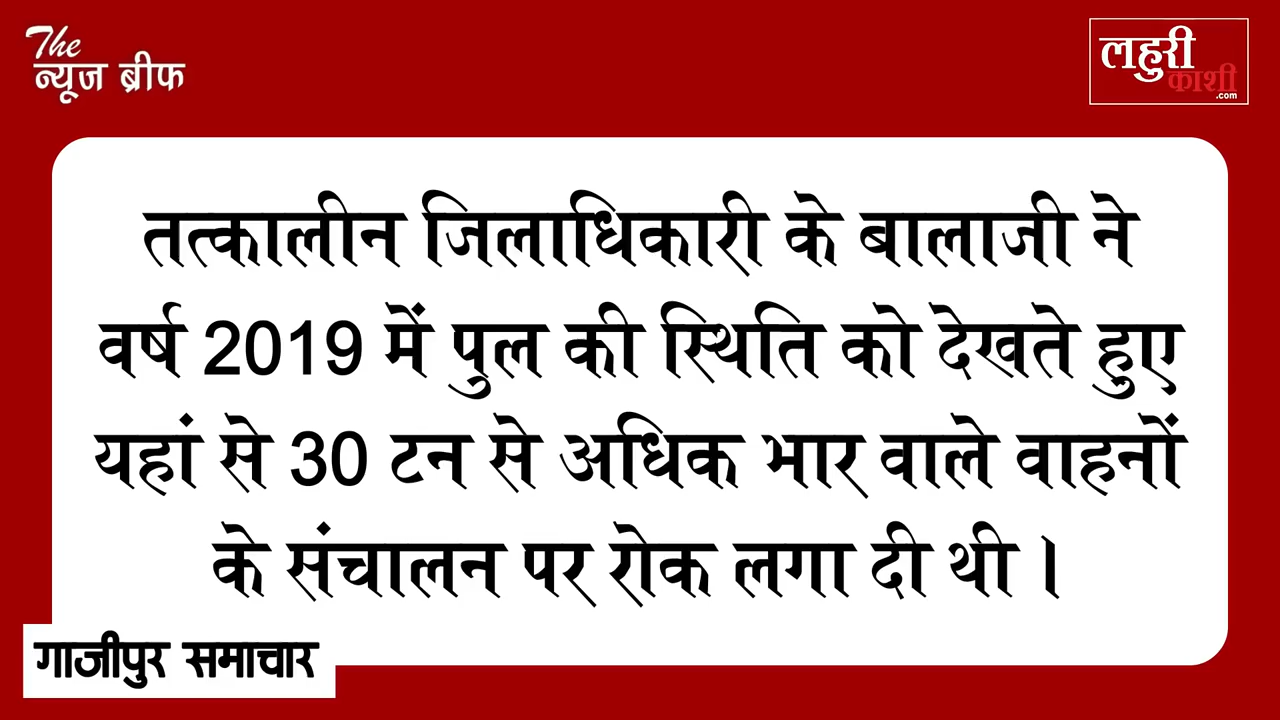 The
न्यूज ब्रीफ
लहुरी
काशी
.com
तत्कालीन जिलाधिकारी के बालाजी ने
वर्ष 2019 में पुल की स्थिति को देखते हुए
यहां से 30 टन से अधिक भार वाले वाहनों
के संचालन पर रोक लगा दी थी ।
गाजीपुर समाचार